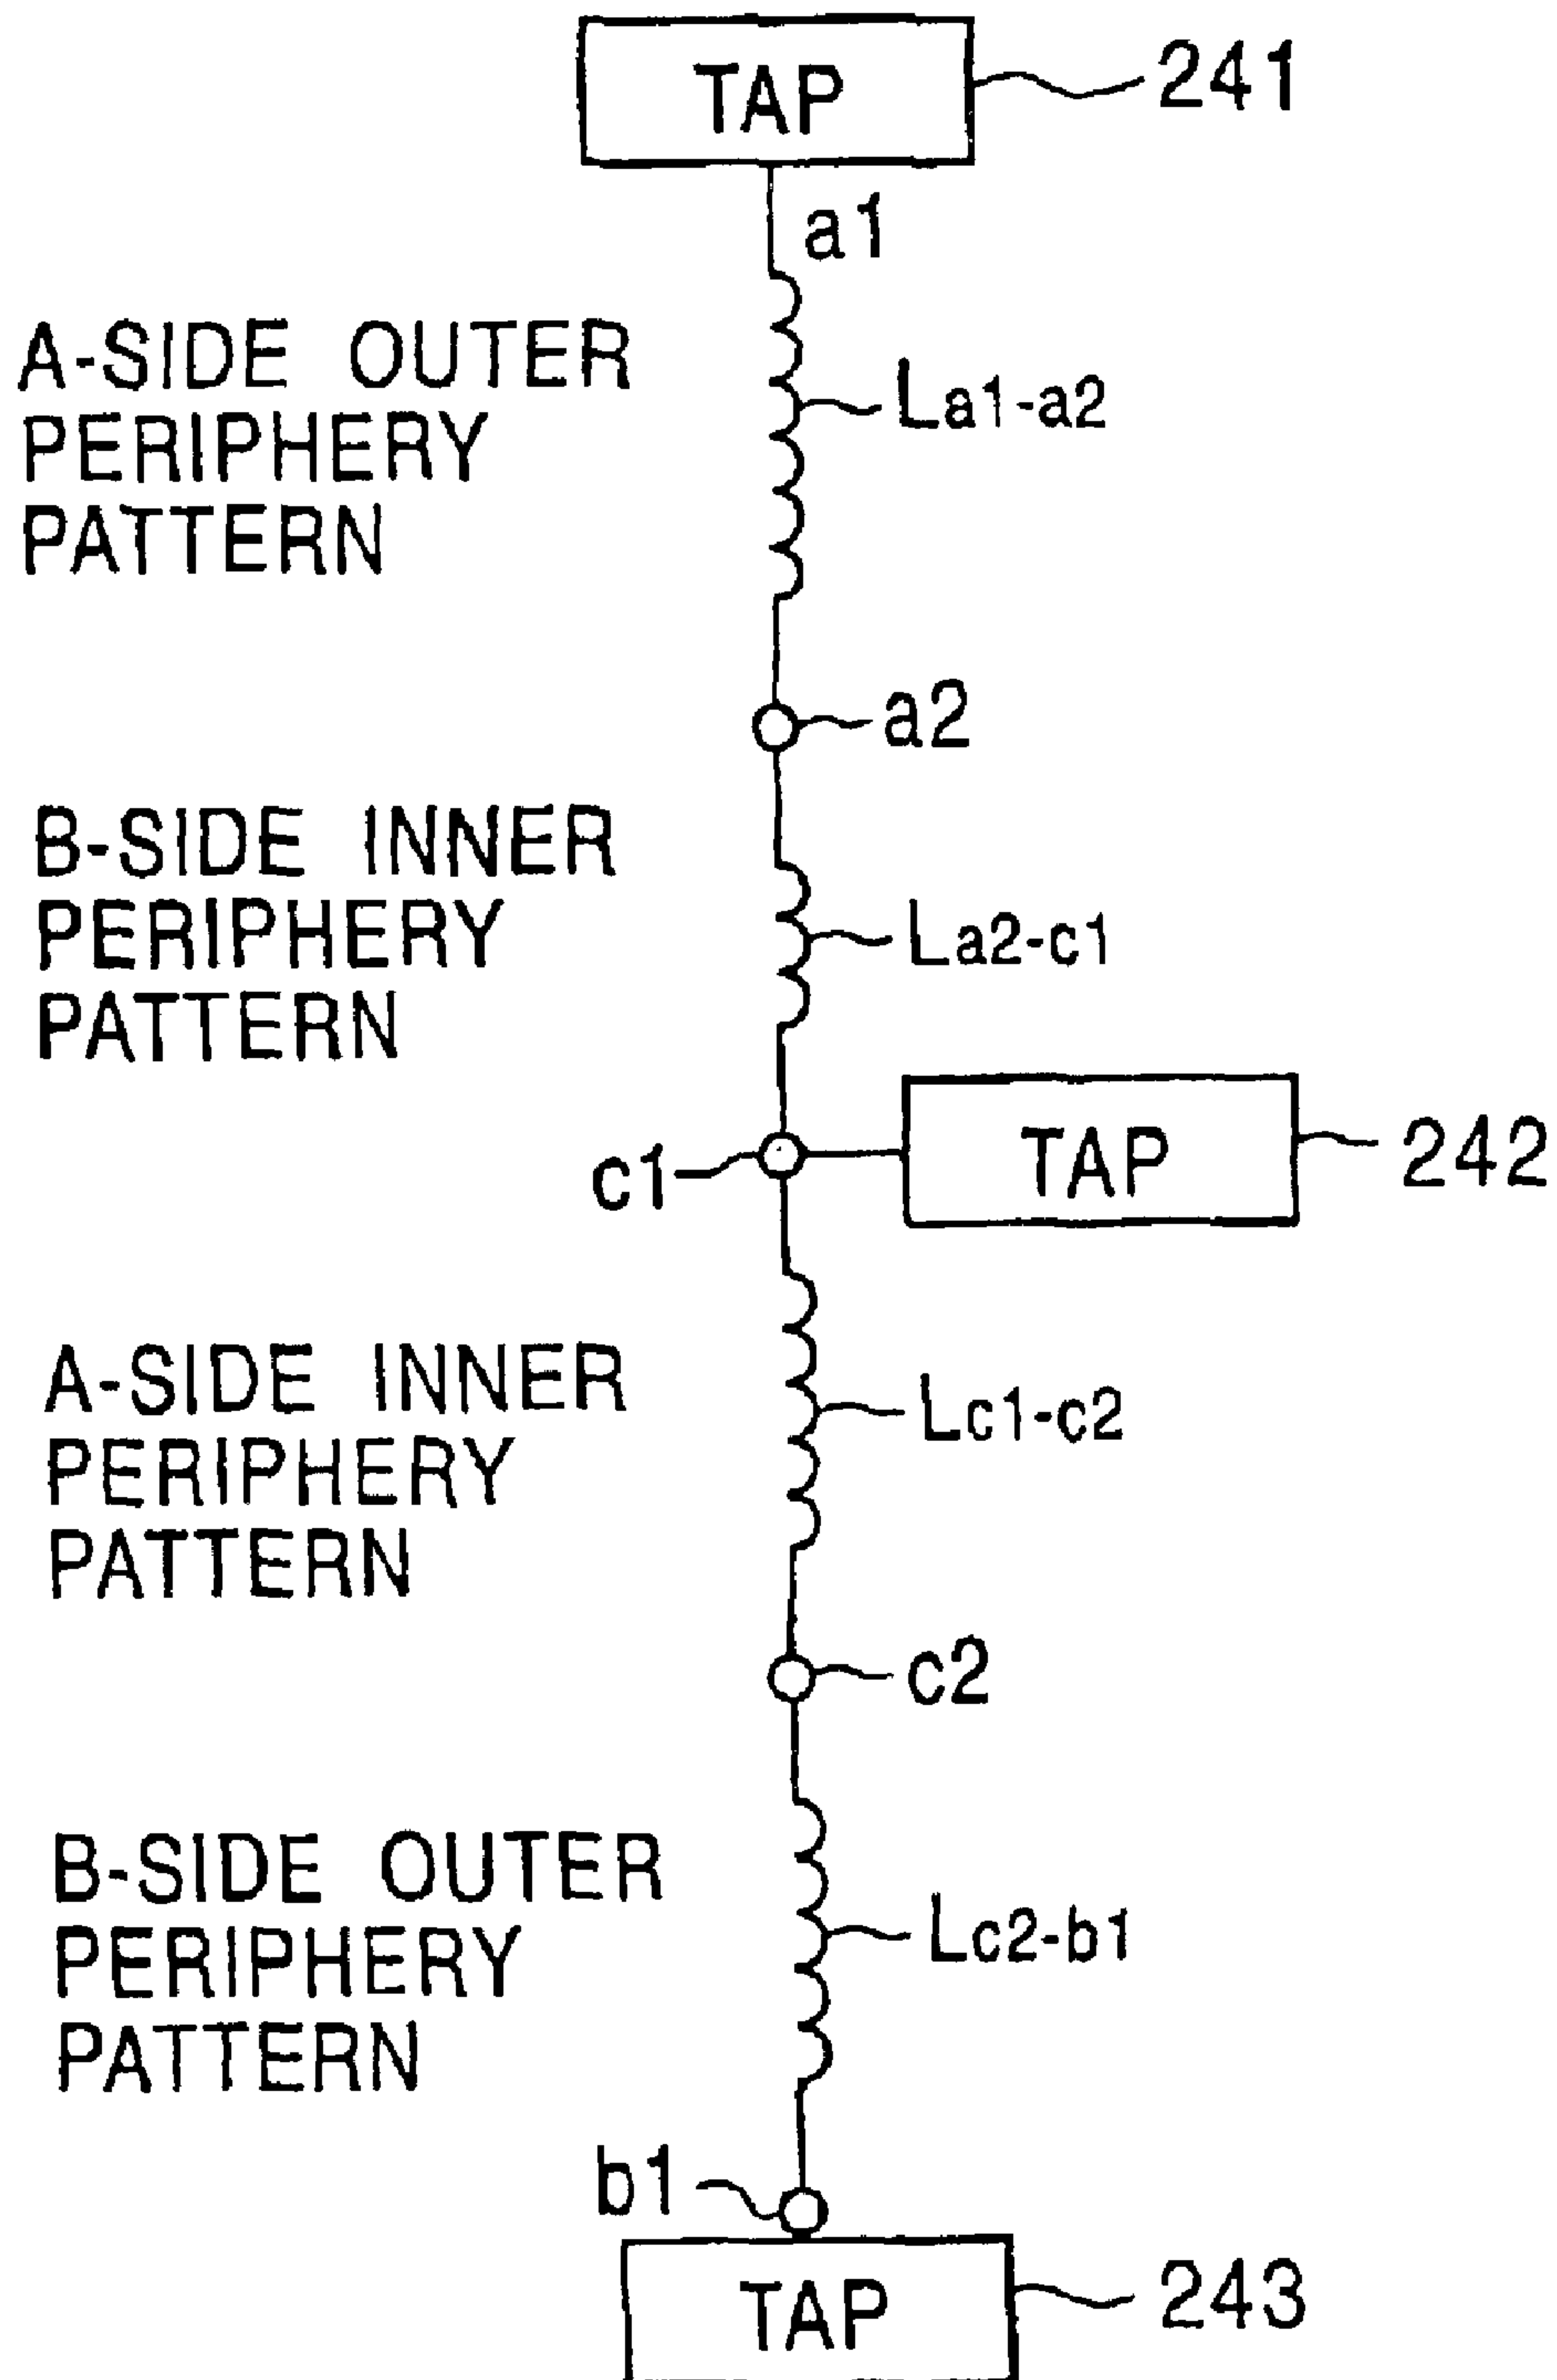 TAP
241
a1
A-SIDE OUTER
PERIPHERY
PATTERN
La1-a2
a2
B-SIDE INNER
PERIPHERY
PATTERN
La2-c1
c1
TAP
242
A-SIDE INNER
PERIPHERY
PATTERN
Lc1-c2
c2
B-SIDE OUTER
PERIPHERY
PATTERN
Lc2-b1
b1
TAP
243